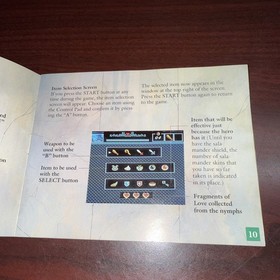 Item Selection Screen
If you press the START button at any
time during the game, the item selection
screen will appear. Choose an item using
the Control Pad and confirm it by press-
ing the "A" button.
The selected item now appears in the
window at the top right of the screen.
Press the START button again to return
to the game.
Weapon to be
used with the
"B" button
Item to be used
with the
SELECT button
Item that will be
effective just
because the hero
has it (Until you
have the sala-
mander shield, the
number of sala-
mander skins that
you have so far
taken is indicated
in its place.)
Fragments of
Love collected
from the nymphs
10